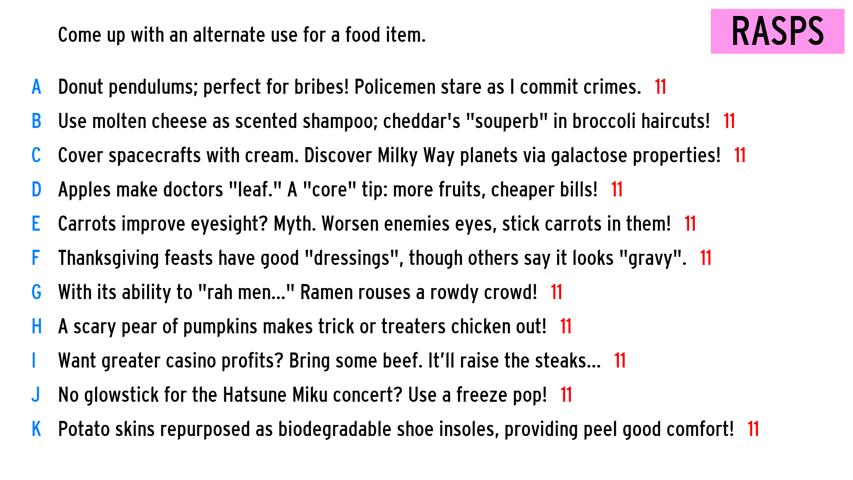 Come up with an alternate use for a food item.
RASPS
A Donut pendulums; perfect for bribes! Policemen stare as I commit crimes. 11
B Use molten cheese as scented shampoo; cheddar's "souperb" in broccoli haircuts! 11
C Cover spacecrafts with cream. Discover Milky Way planets via galactose properties! 11
D Apples make doctors "leaf." A "core" tip: more fruits, cheaper bills! 11
E Carrots improve eyesight? Myth. Worsen enemies eyes, stick carrots in them! 11
F Thanksgiving feasts have good "dressings", though others say it looks "gravy". 11
G With its ability to "rah men..." Ramen rouses a rowdy crowd! 11
H A scary pear of pumpkins makes trick or treaters chicken out! 11
I Want greater casino profits? Bring some beef. It’ll raise the steaks... 11
J No glowstick for the Hatsune Miku concert? Use a freeze pop! 11
K Potato skins repurposed as biodegradable shoe insoles, providing peel good comfort! 11